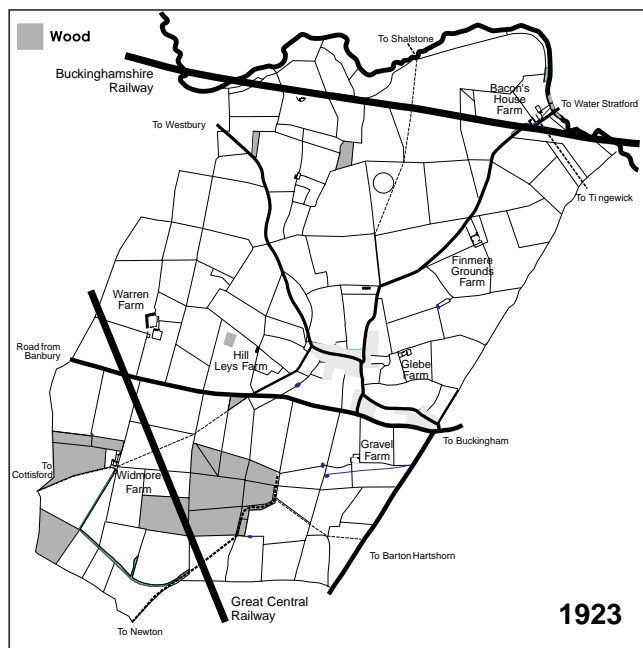 Wood
To Shalstone
Buckinghamshire
Railway
Bacon's
House
Farm
To Water Stratford
To Westbury
To Tingewick
Finmere
Grounds
Farm
Warren
Farm
Road from
Banbury
Hill
Leys Farm
Glebe
Farm
To Buckingham
Gravel
Farm
To
Cottisford
Widmore
Farm
To Barton Hartshorn
Great Central
Railway
1923
To Newton